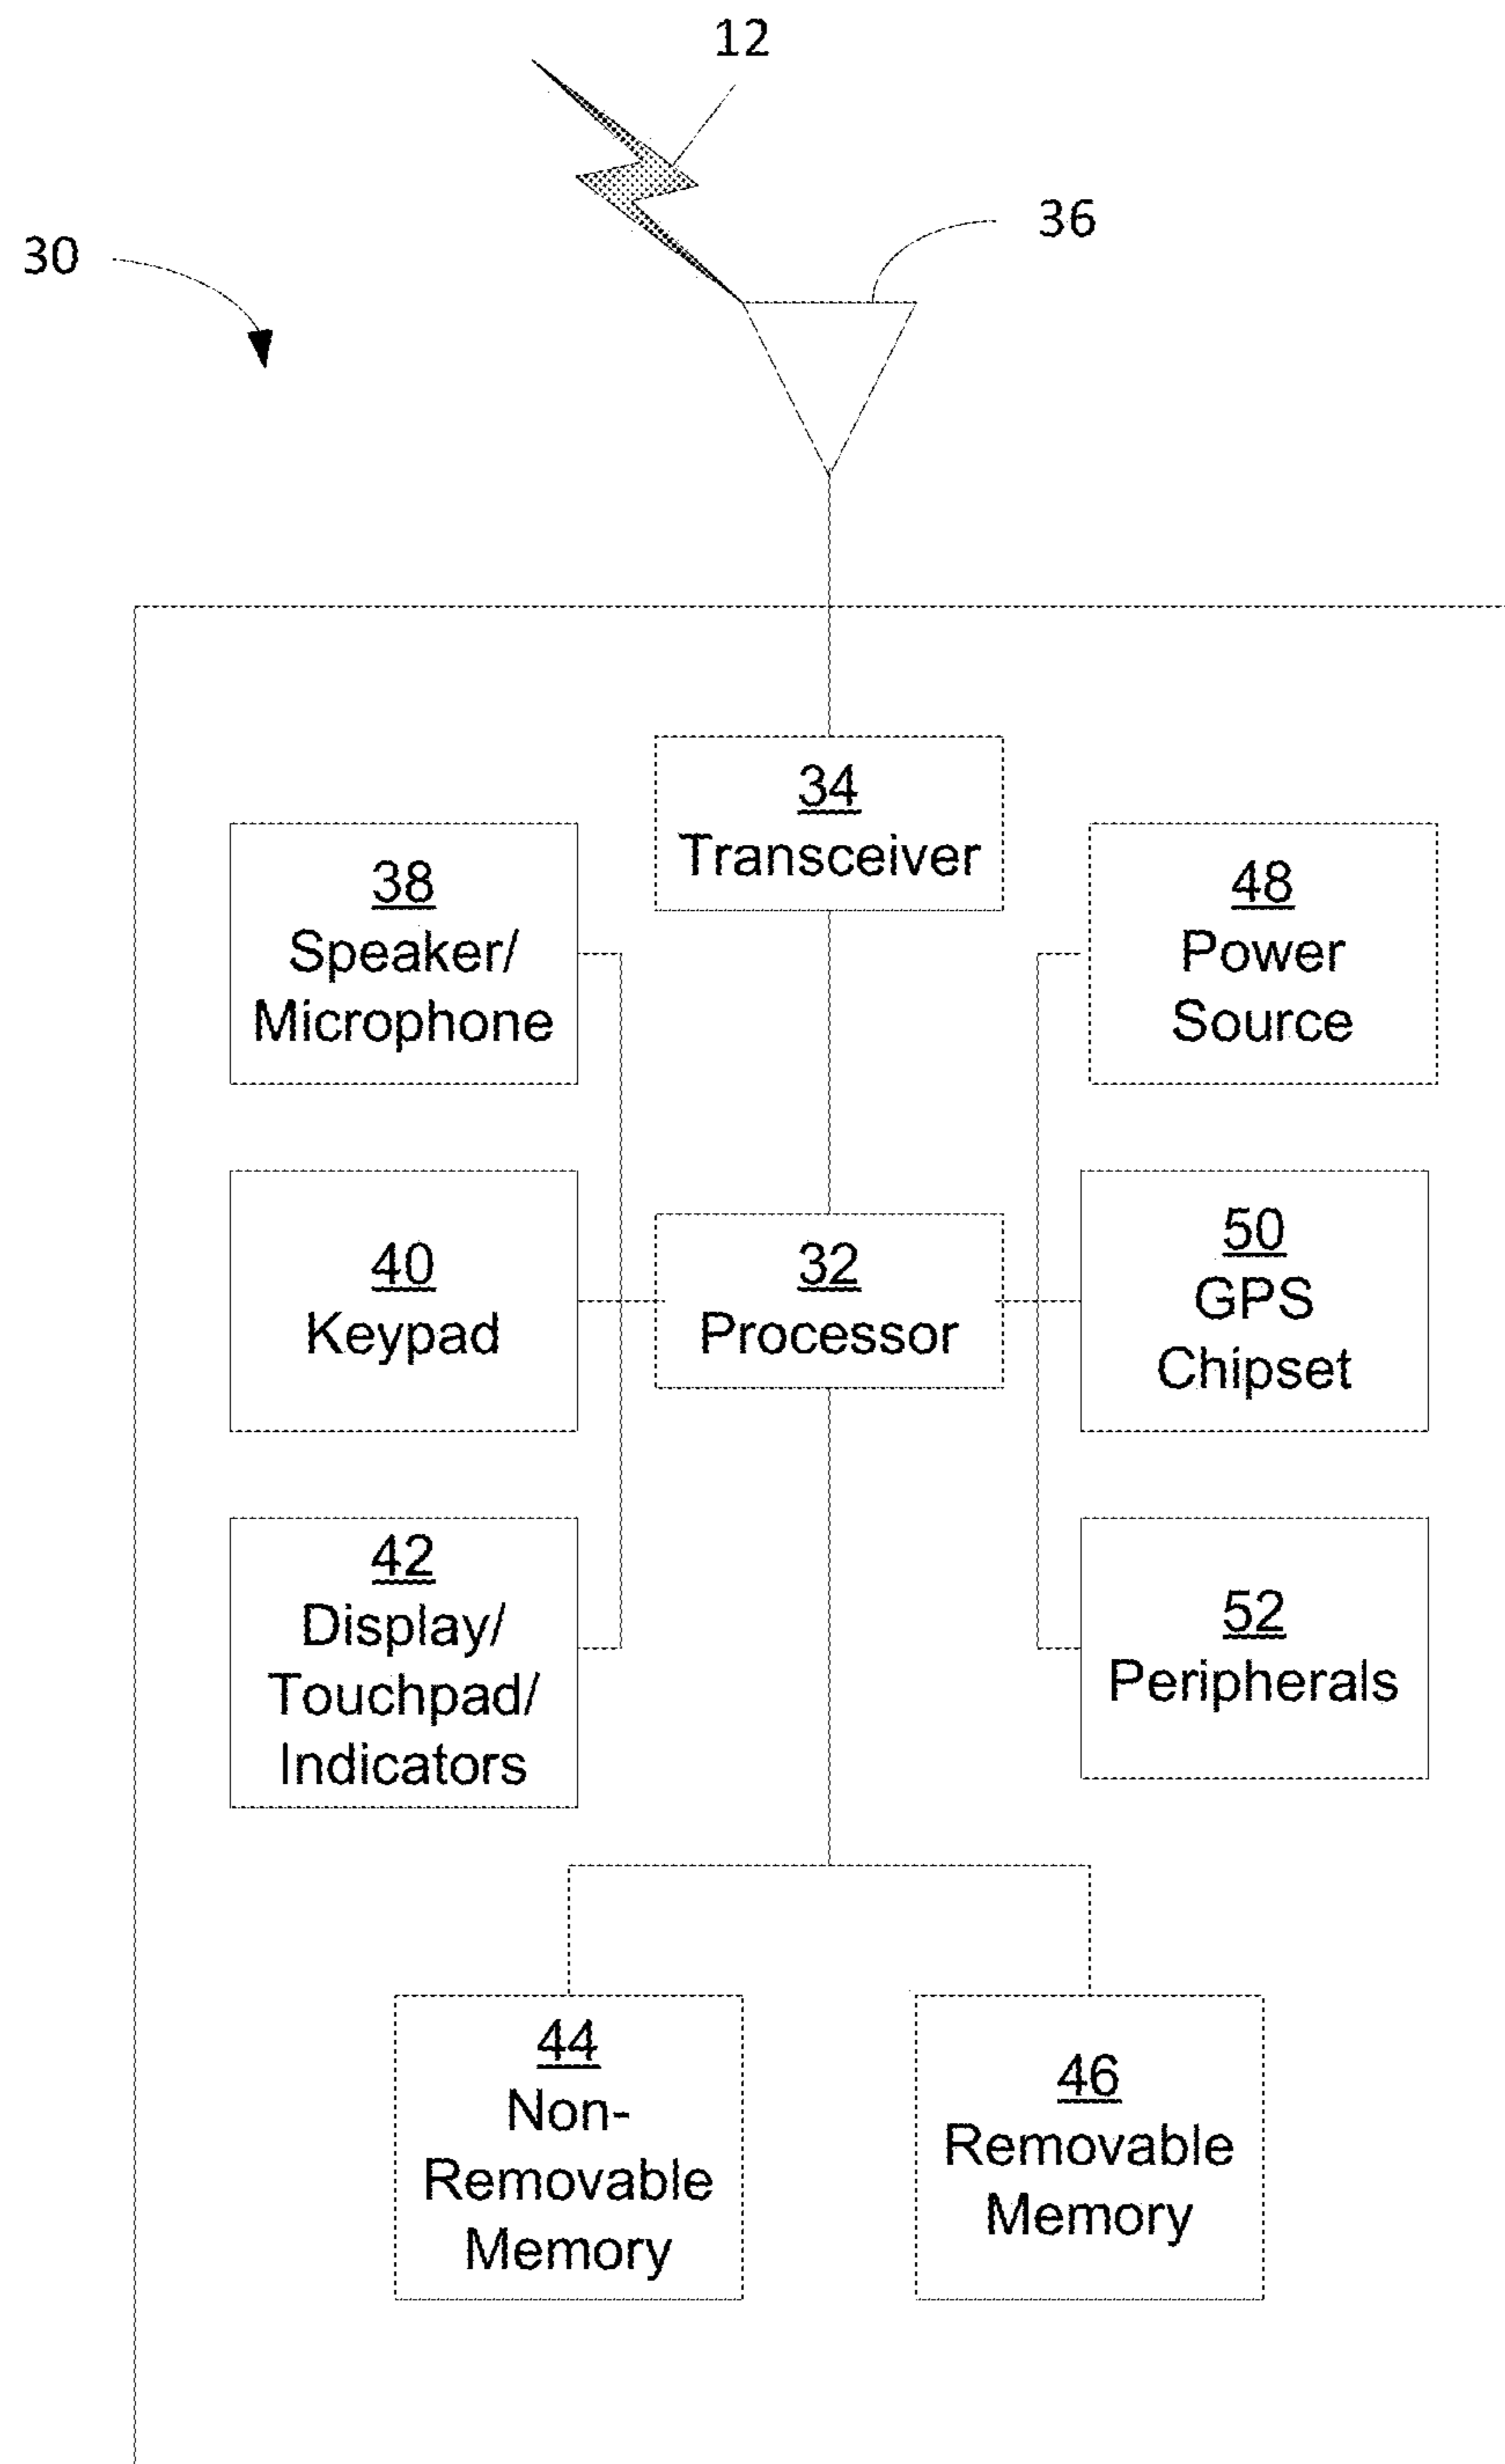 12
36
30
34
Transceiver
38
Speaker/
Microphone
48
Power
Source
40
Keypad
32
Processor
50
GPS
Chipset
42
Display/
Touchpad/
Indicators
52
Peripherals
44
Non-
Removable
Memory
46
Removable
Memory